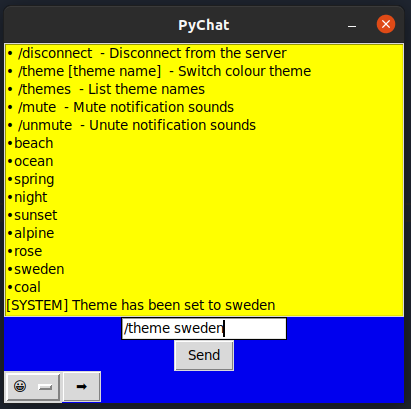 PyChat
• /disconnect  - Disconnect from the server
• /theme [theme name]  - Switch colour theme
• /themes  - List theme names
• /mute  - Mute notification sounds
• /unmute  - Unute notification sounds
•beach
•ocean
•spring
•night
•sunset
•alpine
•rose
•sweden
•coal
[SYSTEM] Theme has been set to sweden
/theme sweden
Send